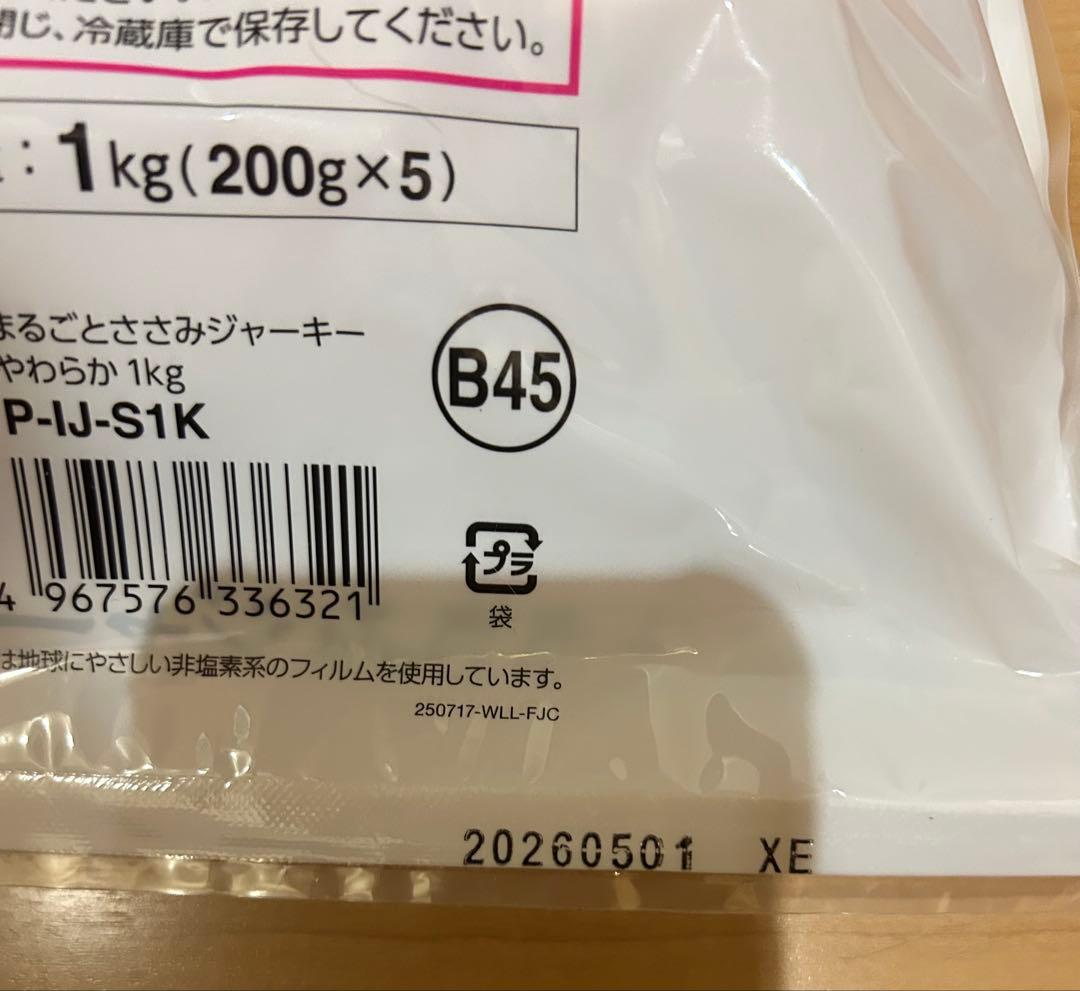 閉じ、冷蔵庫で保存してください。
：1kg(200g×5)
まるごとささみジャーキー
やわらか 1kg
P-IJ-S1K
B45
4 967576 336321
プラ
袋
は地球にやさしい非塩素系のフィルムを使用しています。
250717-WLL-FJC
20260501 XE